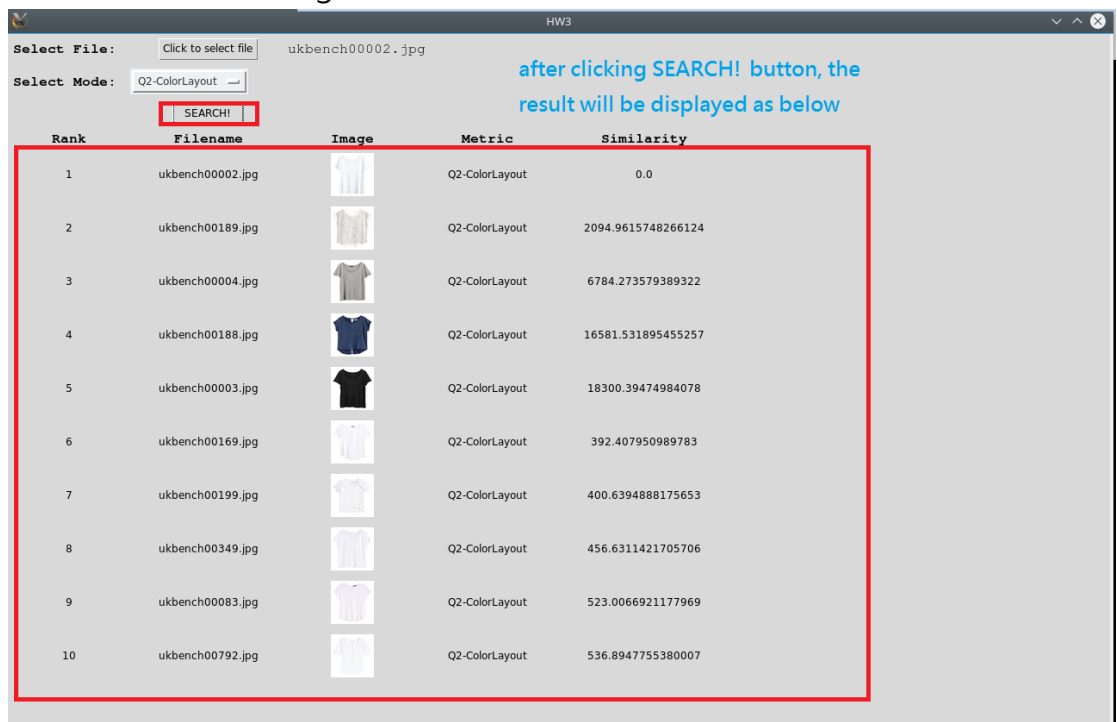 HW3
Select File: Click to select file ukbench00002.jpg
Select Mode: Q2-ColorLayout
after clicking SEARCH! button, the
result will be displayed as below
SEARCH!
Rank Filename Image Metric Similarity
1 ukbench00002.jpg Q2-ColorLayout 0.0
2 ukbench00189.jpg Q2-ColorLayout 2094.9615748266124
3 ukbench00004.jpg Q2-ColorLayout 6784.273579389322
4 ukbench00188.jpg Q2-ColorLayout 16581.531895455257
5 ukbench00003.jpg Q2-ColorLayout 18300.39474984078
6 ukbench00169.jpg Q2-ColorLayout 392.407950989783
7 ukbench00199.jpg Q2-ColorLayout 400.6394888175653
8 ukbench00349.jpg Q2-ColorLayout 456.6311421705706
9 ukbench00083.jpg Q2-ColorLayout 523.0066921177969
10 ukbench00792.jpg Q2-ColorLayout 536.8947755380007